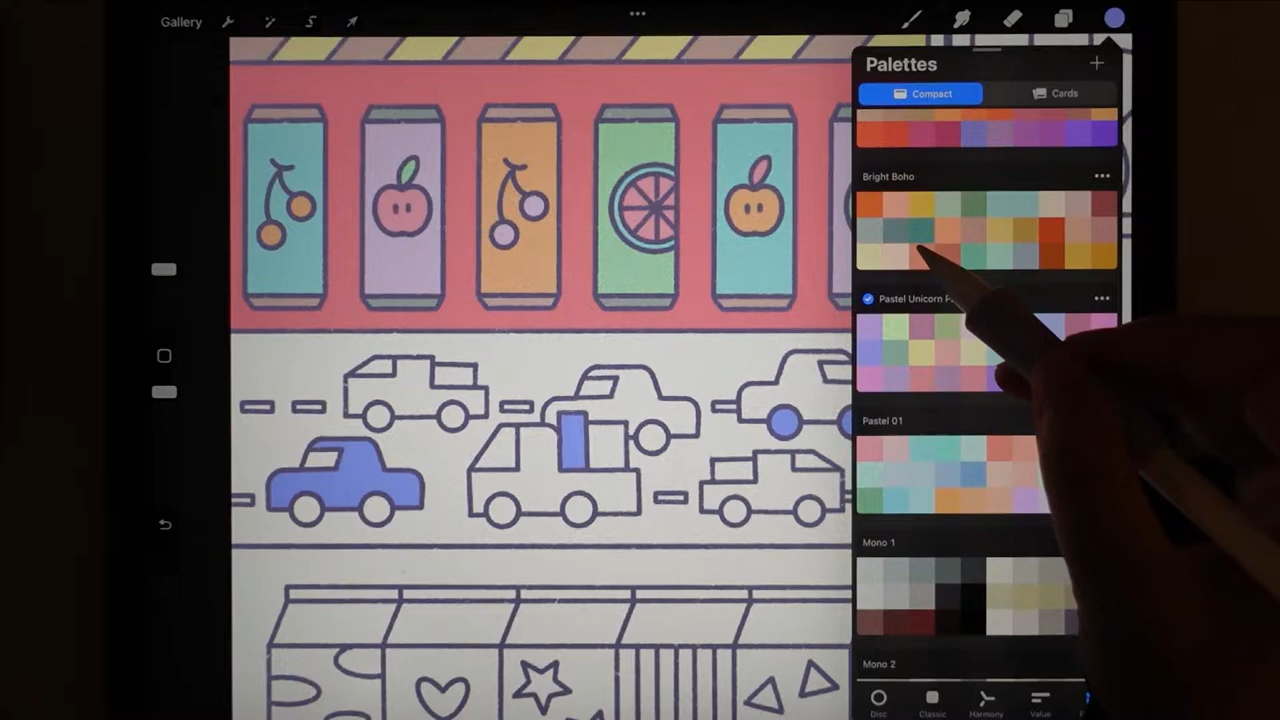 Gallery
Palettes
Compact
Cards
Bright Boho
Pastel Unicorn
Pastel 01
Mono 1
Mono 2
Disc
Classic
Harmony
Value